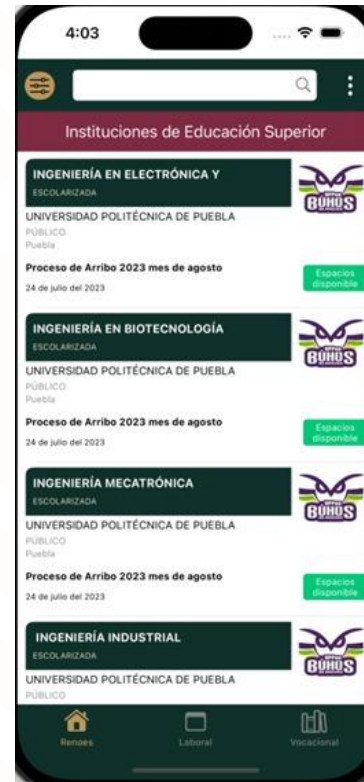 4:03
Instituciones de Educación Superior
INGENIERÍA EN ELECTRÓNICA Y
ESCOLARIZADA
BÚHOS
UNIVERSIDAD POLITÉCNICA DE PUEBLA
PÚBLICO
Puebla
Proceso de Arribo 2023 mes de agosto
24 de julio del 2023
Espacios
disponible
INGENIERÍA EN BIOTECNOLOGÍA
ESCOLARIZADA
BÚHOS
UNIVERSIDAD POLITÉCNICA DE PUEBLA
PÚBLICO
Puebla
Proceso de Arribo 2023 mes de agosto
24 de julio del 2023
Espacios
disponible
INGENIERÍA MECATRÓNICA
ESCOLARIZADA
BÚHOS
UNIVERSIDAD POLITÉCNICA DE PUEBLA
PÚBLICO
Puebla
Proceso de Arribo 2023 mes de agosto
24 de julio del 2023
Espacios
disponible
INGENIERÍA INDUSTRIAL
ESCOLARIZADA
BÚHOS
UNIVERSIDAD POLITÉCNICA DE PUEBLA
PÚBLICO
Renoes
Laboral
Vocacional